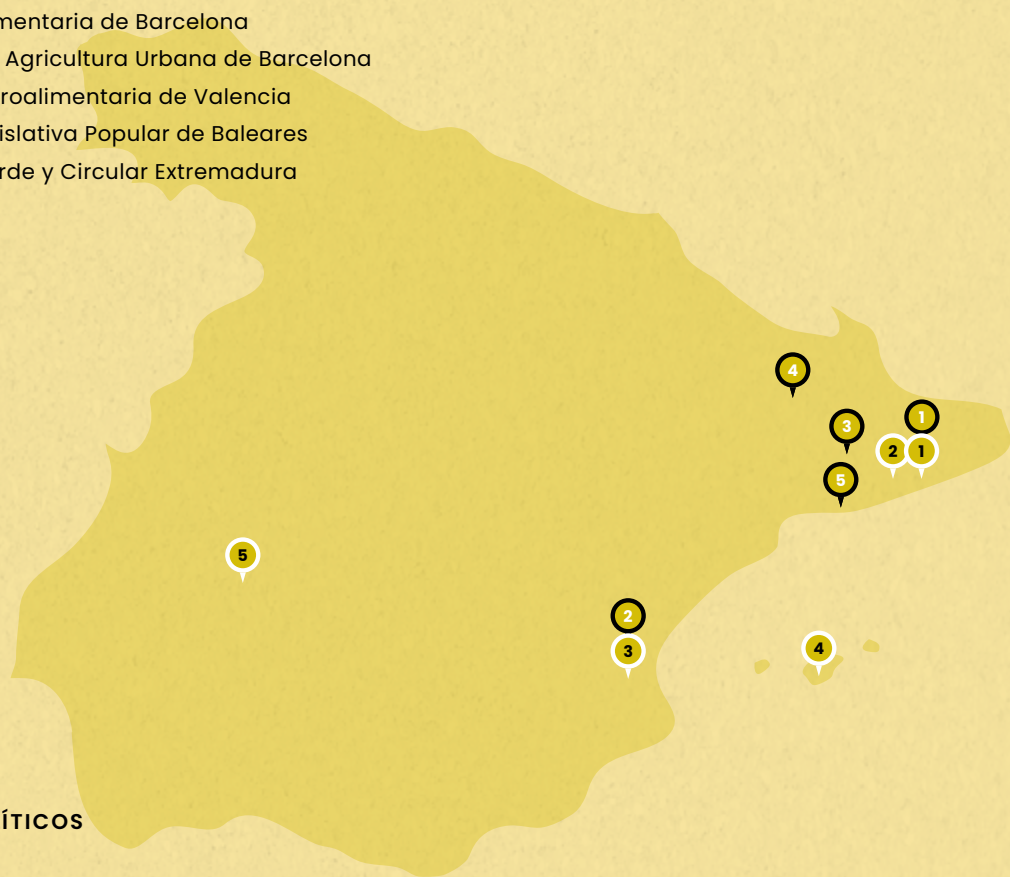 mentaria de Barcelona
Agricultura Urbana de Barcelona
roalimentaria de Valencia
islativa Popular de Baleares
rde y Circular Extremadura
4
1
3
2 1
5
5
2
3
4
ÍTICOS